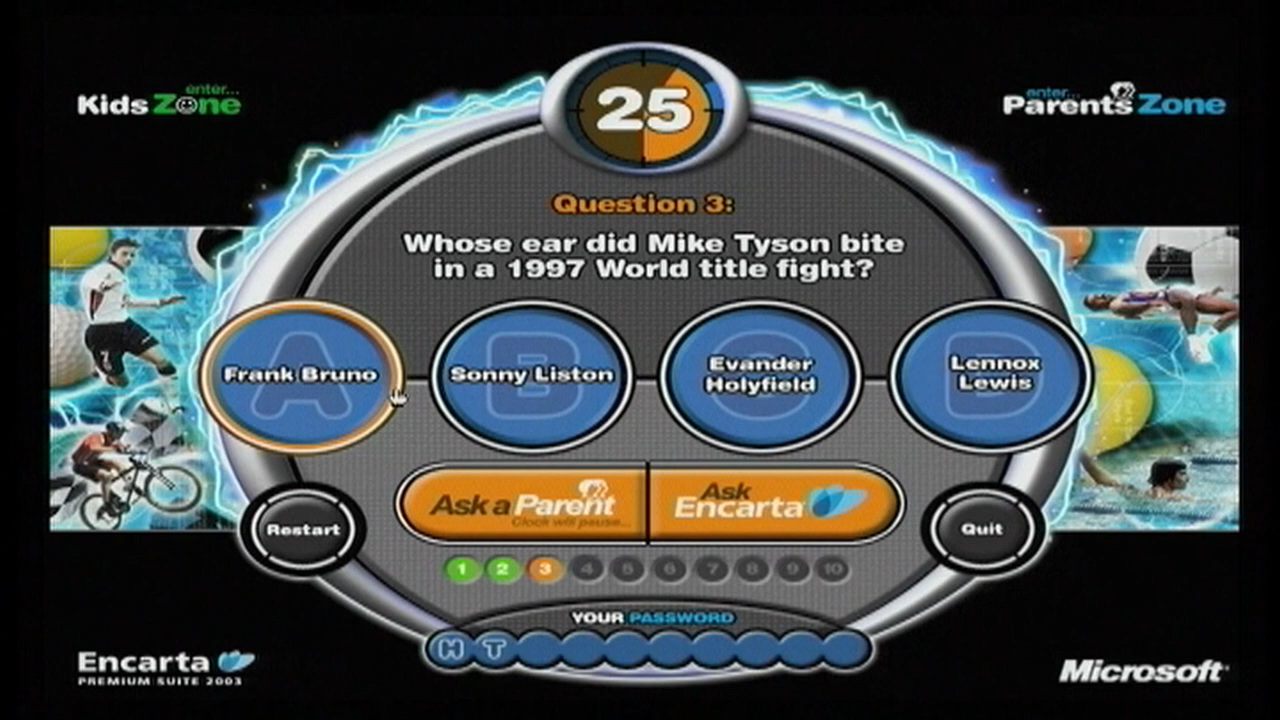 enter...
Kids Zone
enter...
Parents Zone
25
Question 3:
Whose ear did Mike Tyson bite
in a 1997 World title fight?
A
Frank Bruno
B
Sonny Liston
C
Evander
Holyfield
D
Lennox
Lewis
Ask a Parent
Clock will pause...
Ask
Encarta
Restart
Quit
1 2 3 4 5 6 7 8 9 10
YOUR PASSWORD
H T
Encarta
PREMIUM SUITE 2003
Microsoft